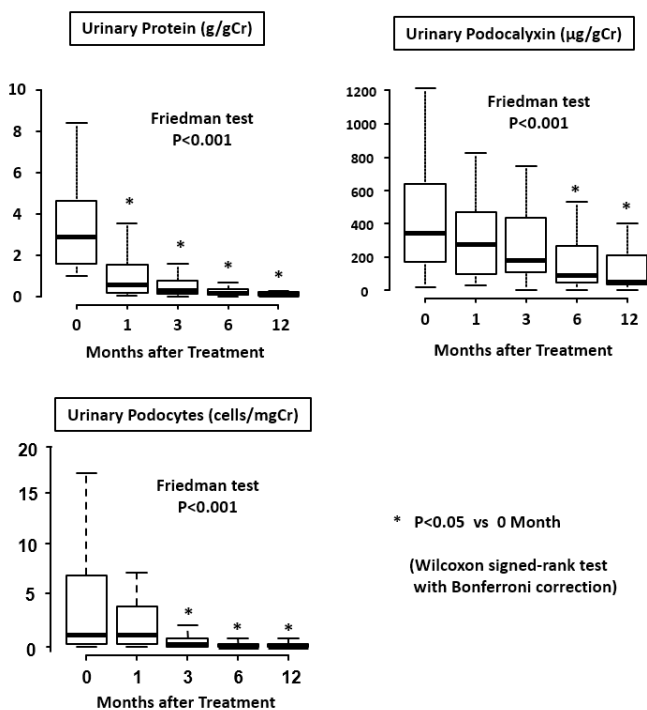 Urinary Protein (g/gCr)
10
8
6
4
2
0
Friedman test
P<0.001
*
*
*
*
0 1 3 6 12
Months after Treatment
Urinary Podocalyxin (µg/gCr)
1200
1000
800
600
400
200
0
Friedman test
P<0.001
*
*
0 1 3 6 12
Months after Treatment
Urinary Podocytes (cells/mgCr)
20
15
10
5
0
Friedman test
P<0.001
*
*
*
0 1 3 6 12
Months after Treatment
* P<0.05 vs 0 Month
(Wilcoxon signed-rank test
with Bonferroni correction)